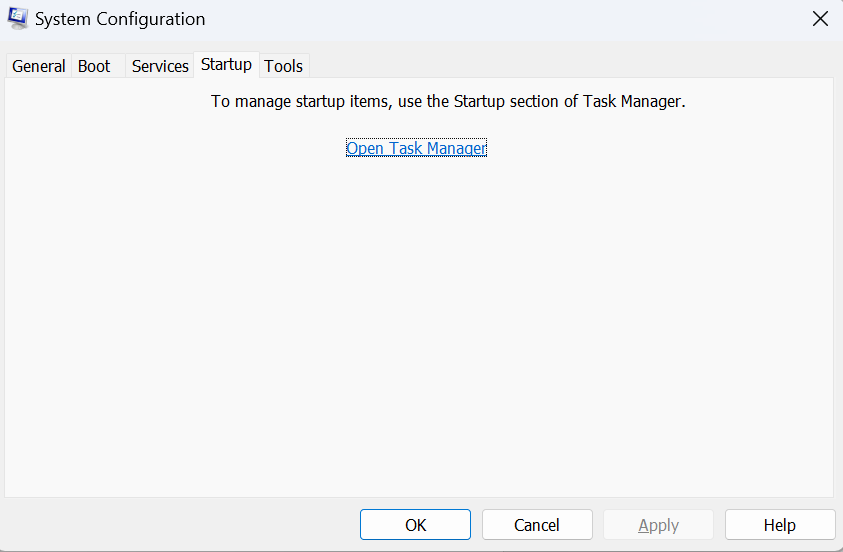 System Configuration
General Boot Services Startup Tools
To manage startup items, use the Startup section of Task Manager.
Open Task Manager
OK Cancel Apply Help